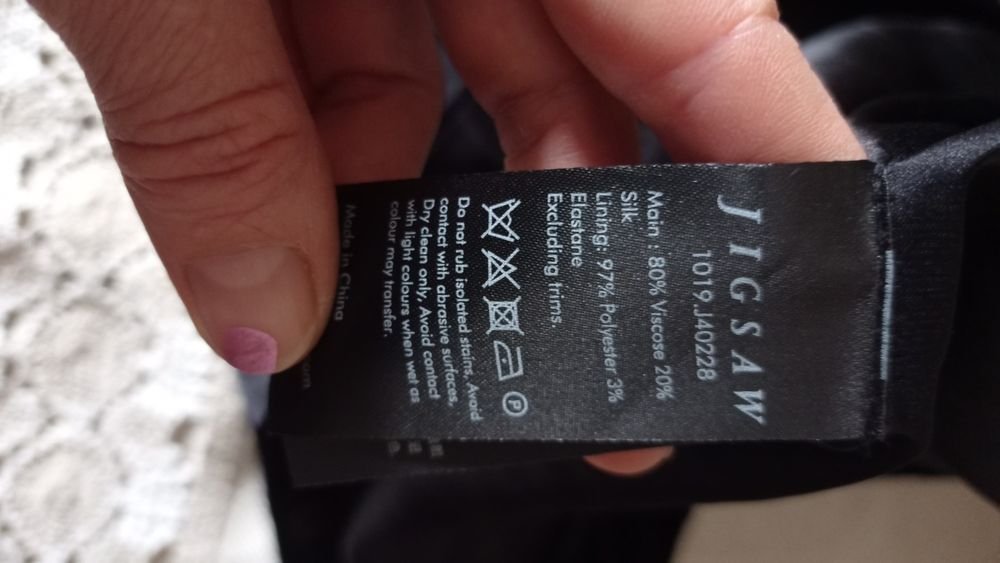 JIGSAW
1019.J40228
Main : 80% Viscose 20%
Silk
Lining: 97% Polyester 3%
Elastane
Excluding trims.
P
Do not rub isolated stains, Avoid
contact with abrasive surfaces,
Dry clean only, Avoid contact
with light colours when wet as
colour may transfer.
Made in China